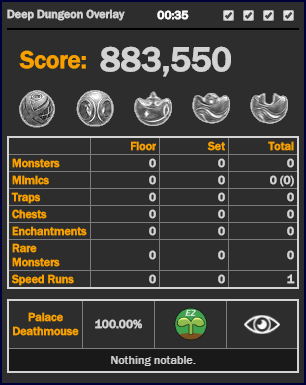 Deep Dungeon Overlay 00:35
Score: 883,550
Floor Set Total
Monsters 0 0 0
Mimics 0 0 0 (0)
Traps 0 0 0
Chests 0 0 0
Enchantments 0 0 0
Rare
Monsters 0 0 0
Speed Runs 0 0 1
Palace
Deathmouse 100.00% EZ
Nothing notable.